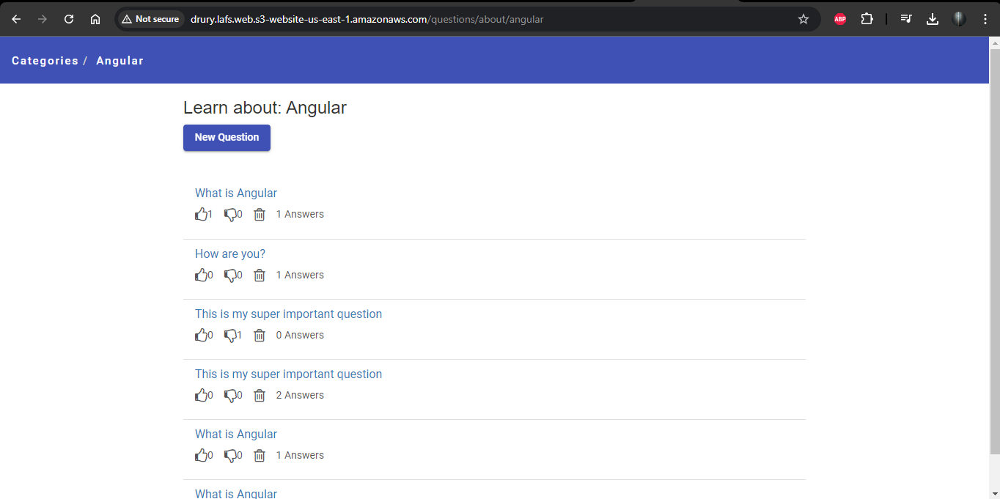 Not secure drury.lafs.web.s3-website-us-east-1.amazonaws.com/questions/about/angular ABP
Categories / Angular
Learn about: Angular
New Question
What is Angular
1 0 1 Answers
How are you?
0 0 1 Answers
This is my super important question
0 1 0 Answers
This is my super important question
0 0 2 Answers
What is Angular
0 0 1 Answers
What is Angular